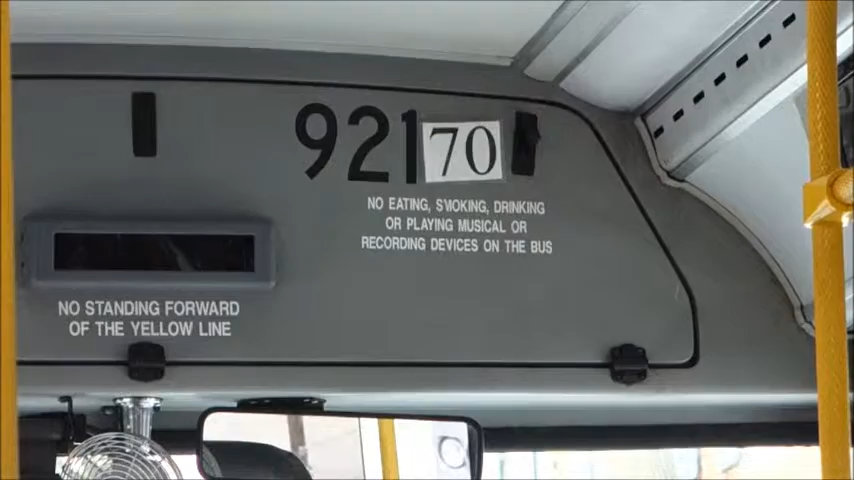 92170
NO EATING, SMOKING, DRINKING
OR PLAYING MUSICAL OR
RECORDING DEVICES ON THE BUS
NO STANDING FORWARD
OF THE YELLOW LINE